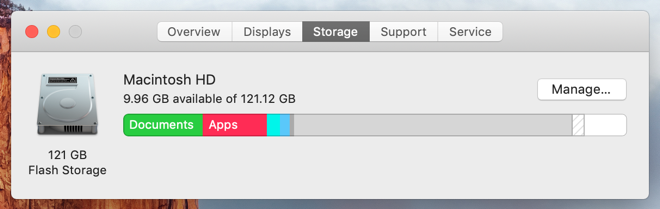 Overview Displays Storage Support Service
Macintosh HD
9.96 GB available of 121.12 GB
Manage...
Documents Apps
121 GB
Flash Storage